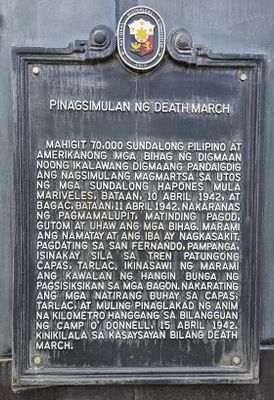 PINAGSIMULAN NG DEATH MARCH
MAHIGIT 70,000 SUNDALONG PILIPINO AT
AMERIKANONG MGA BIHAG NG DIGMAAN
NOONG IKALAWANG DIGMAANG PANDAIGDIG
ANG NAGSIMULANG MAGMARTSA SA UTOS
NG MGA SUNDALONG HAPONES MULA
MARIVELES, BATAAN, 10 ABRIL 1942, AT
BAGAC, BATAAN, 11 ABRIL 1942. NAKARANAS
NG PAGMAMALUPIT, MATINDING PAGOD,
GUTOM AT UHAW ANG MGA BIHAG. MARAMI
ANG NAMATAY AT ANG IBA AY NAGKASAKIT.
PAGDATING SA SAN FERNANDO, PAMPANGA,
ISINAKAY SILA SA TREN PATUNGONG
CAPAS, TARLAC. IKINASAWI NG MARAMI
ANG KAWALAN NG HANGIN BUNGA NG
PAGSISIKSIKAN SA MGA BAGON. NAKARATING
ANG MGA NATIRANG BUHAY SA CAPAS,
TARLAC, AT MULING PINAGLAKAD NG ANIM
NA KILOMETRO HANGGANG SA BILANGGUAN
NG CAMP O' DONNELL, 15 ABRIL 1942.
KINIKILALA SA KASAYSAYAN BILANG DEATH
MARCH.